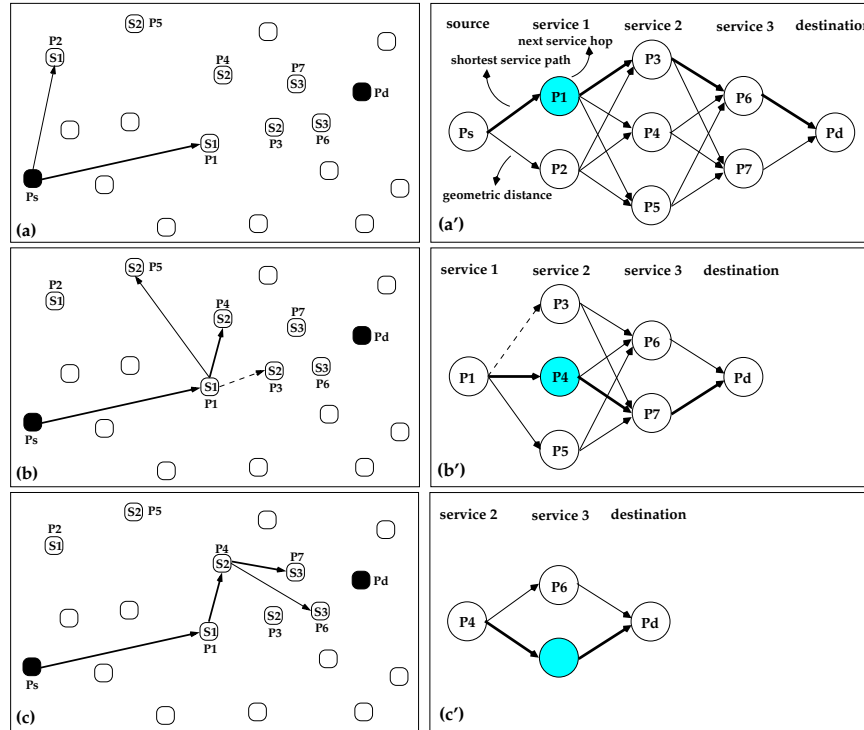 S2 P5
P2
S1
P4
S2
P7
S3
Pd
S1
P1
S2
P3
S3
P6
Ps
(a)
source service 1 service 2 service 3 destination
next service hop
shortest service path
P3
P1
P6
Ps
P4
Pd
P2
P7
geometric distance
P5
(a')
S2 P5
P2
S1
P4
S2
P7
S3
Pd
S2
P3
S3
P6
S1
P1
Ps
(b)
service 1 service 2 service 3 destination
P3
P6
P1
P4
Pd
P7
P5
(b')
S2 P5
P2
S1
P4
S2
P7
S3
Pd
S2
P3
S3
P6
S1
P1
Ps
(c)
service 2 service 3 destination
P6
P4
Pd
(c')